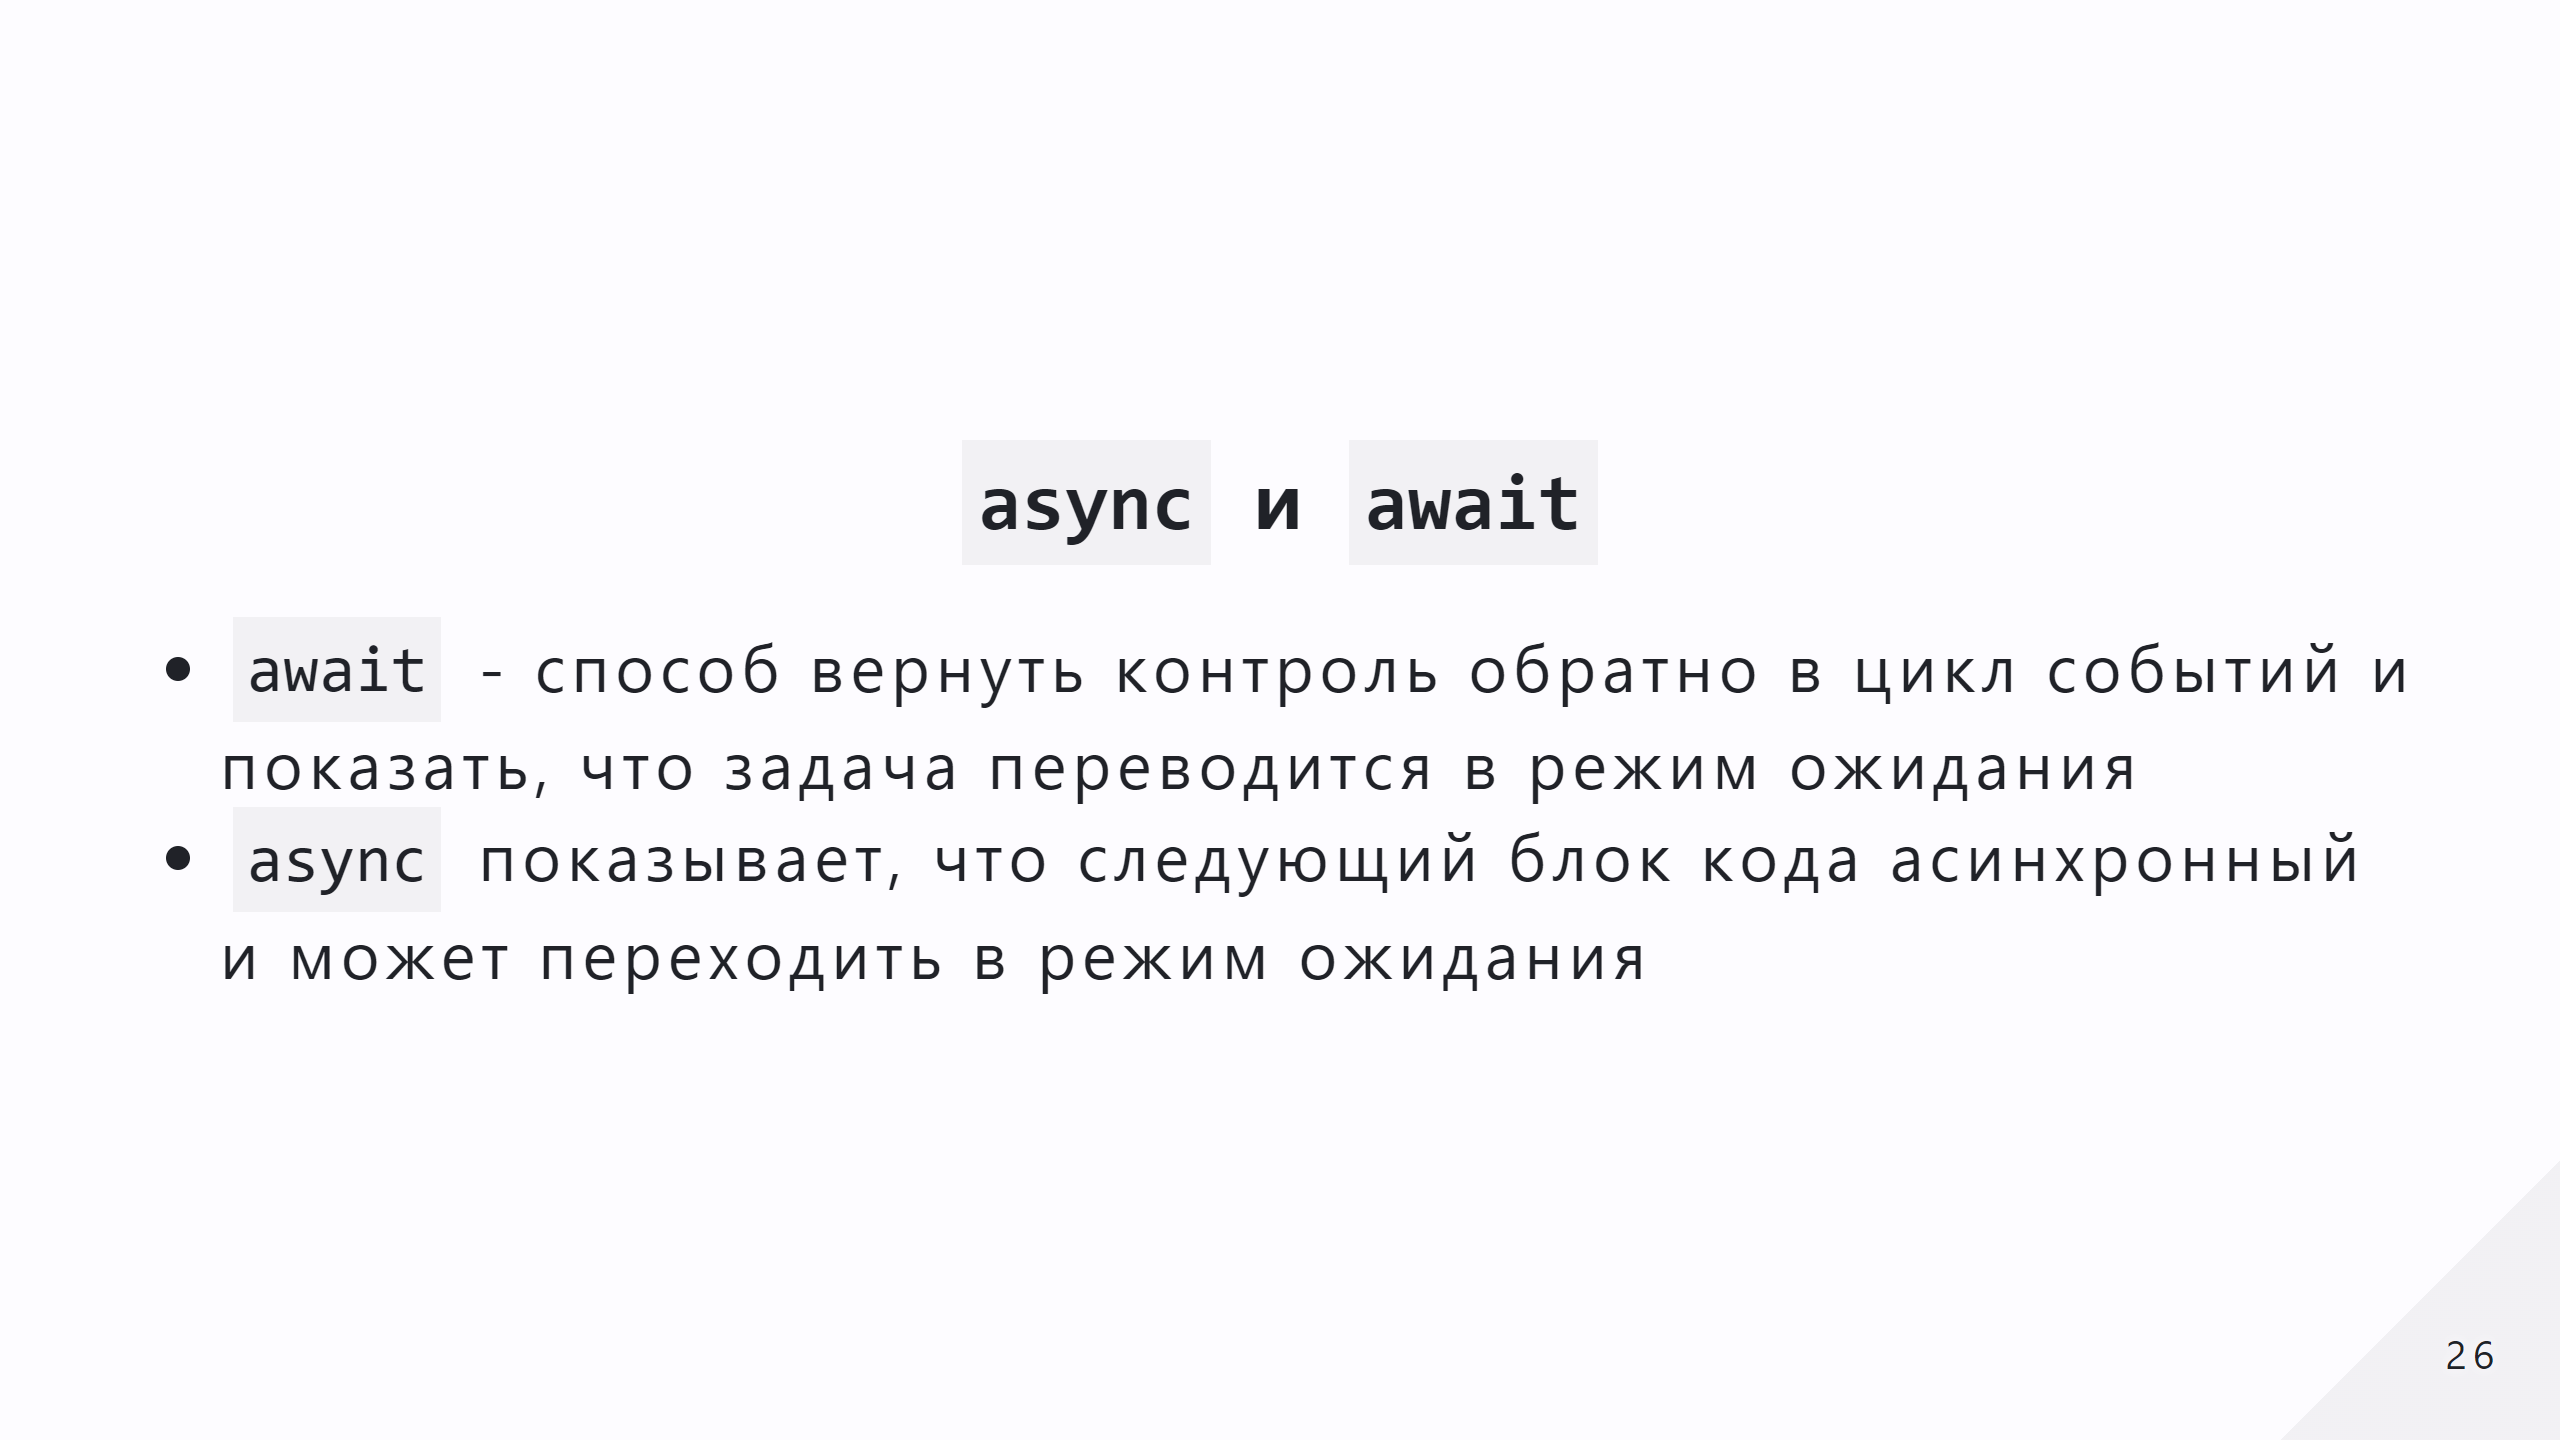 async и await
await - способ вернуть контроль обратно в цикл событий и
показать, что задача переводится в режим ожидания
async показывает, что следующий блок кода асинхронный
и может переходить в режим ожидания
26